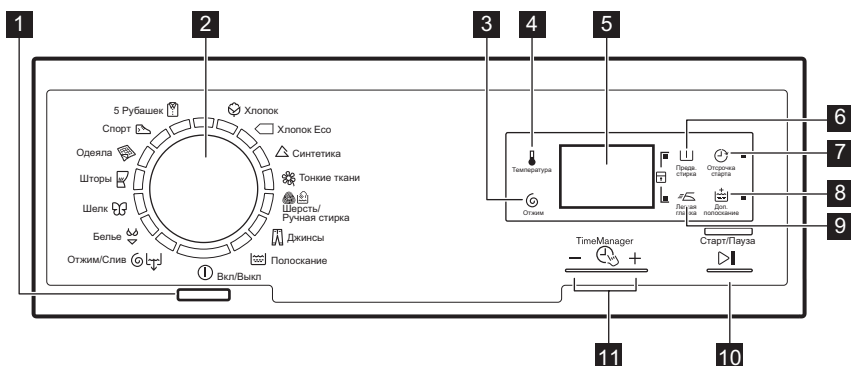 1
2
3
4
5
6
7
8
9
10
11
5 Рубашек
Спорт
Одеяла
Шторы
Шелк
Белье
Отжим/Слив
Вкл/Выкл
Хлопок
Хлопок Eco
Синтетика
Тонкие ткани
Шерсть/
Ручная стирка
Джинсы
Полоскание
Температура
Отжим
Предв.
стирка
Отсрочка
старта
Легкая
глажка
Доп.
полоскание
TimeManager
− +
Старт/Пауза